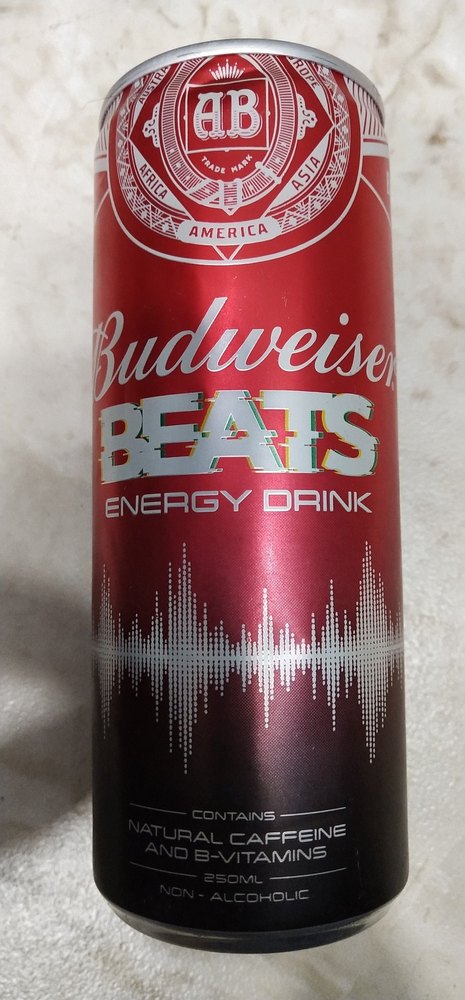 AB
TRADE MARK
AFRICA
ASIA
AMERICA
Budweiser
BEATS
ENERGY DRINK
CONTAINS
NATURAL CAFFEINE
AND B-VITAMINS
250ML
NON - ALCOHOLIC